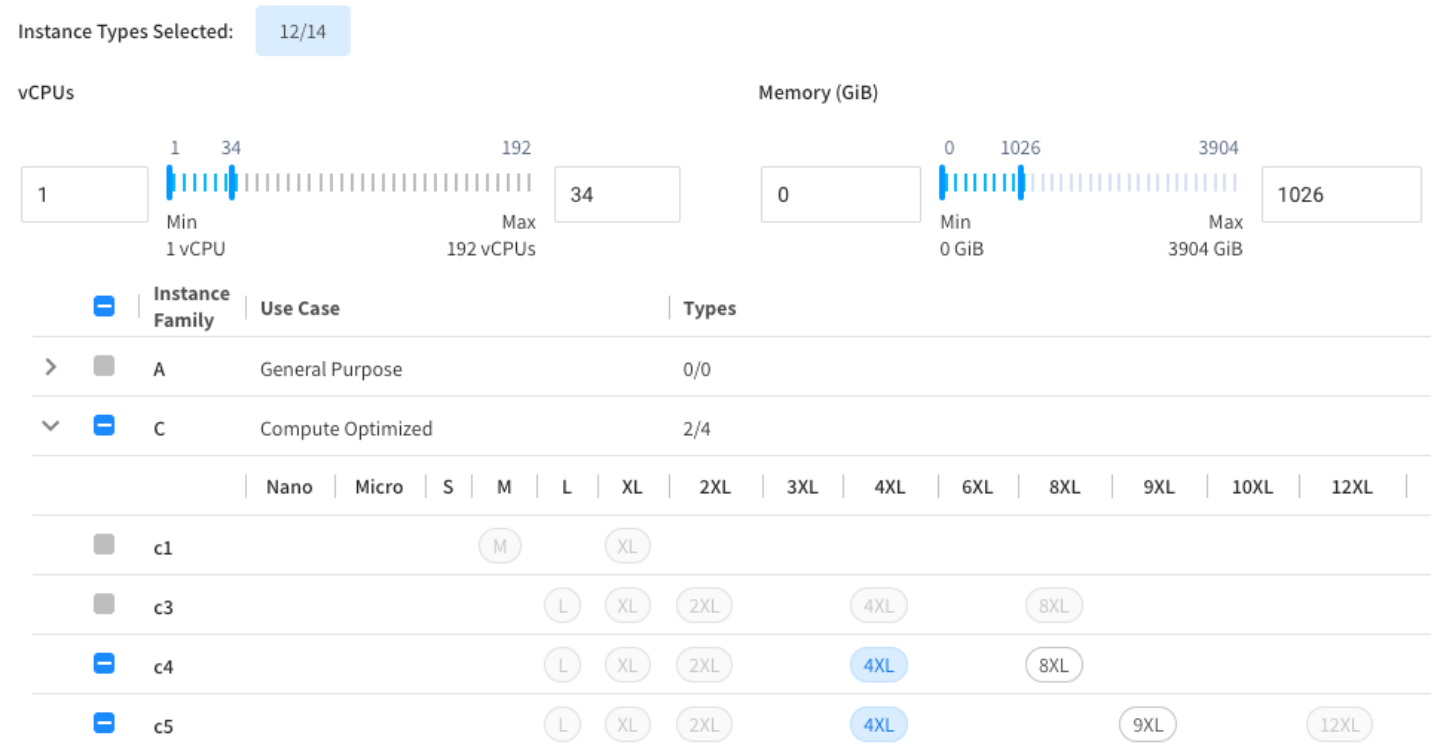 Instance Types Selected: 12/14
vCPUs Memory (GiB)
1 34 192 0 1026 3904
1 34 0 1026
Min Max Min Max
1 vCPU 192 vCPUs 0 GiB 3904 GiB
Instance Family Use Case Types
A General Purpose 0/0
C Compute Optimized 2/4
Nano Micro S M L XL 2XL 3XL 4XL 6XL 8XL 9XL 10XL 12XL
c1 M XL
c3 L XL 2XL 4XL 8XL
c4 L XL 2XL 4XL 8XL
c5 L XL 2XL 4XL 9XL 12XL